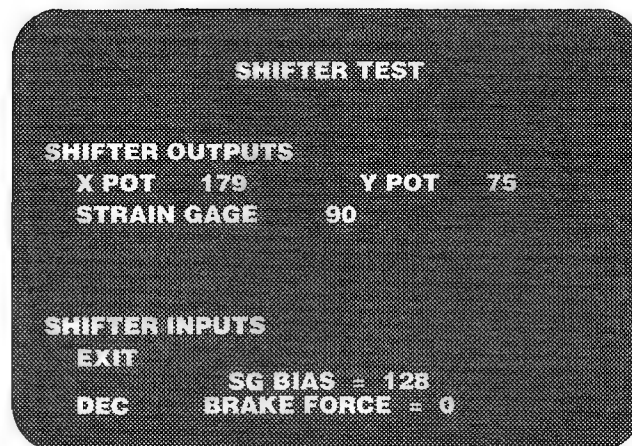 SHIFTER TEST
SHIFTER OUTPUTS
X POT 179 Y POT 75
STRAIN GAGE 90
SHIFTER INPUTS
EXIT
SG BIAS = 128
DEC BRAKE FORCE = 0